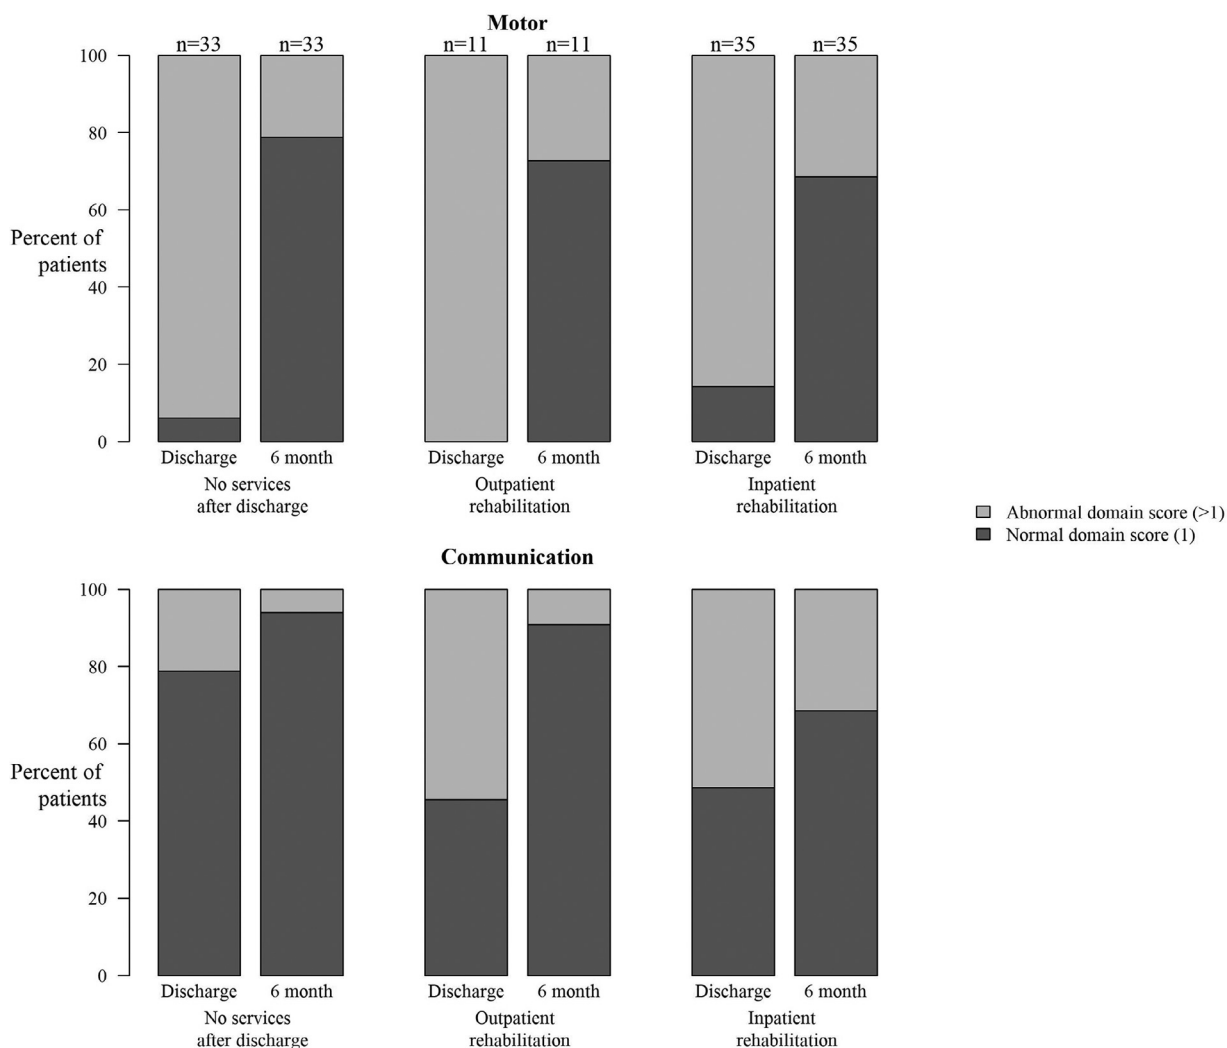 Motor
n=33 n=33 n=11 n=11 n=35 n=35
100
80
60
Percent of
patients
40
20
0
Discharge 6 month Discharge 6 month Discharge 6 month
No services Outpatient Inpatient
after discharge rehabilitation rehabilitation
Abnormal domain score (>1)
Normal domain score (1)
Communication
100
80
60
Percent of
patients
40
20
0
Discharge 6 month Discharge 6 month Discharge 6 month
No services Outpatient Inpatient
after discharge rehabilitation rehabilitation